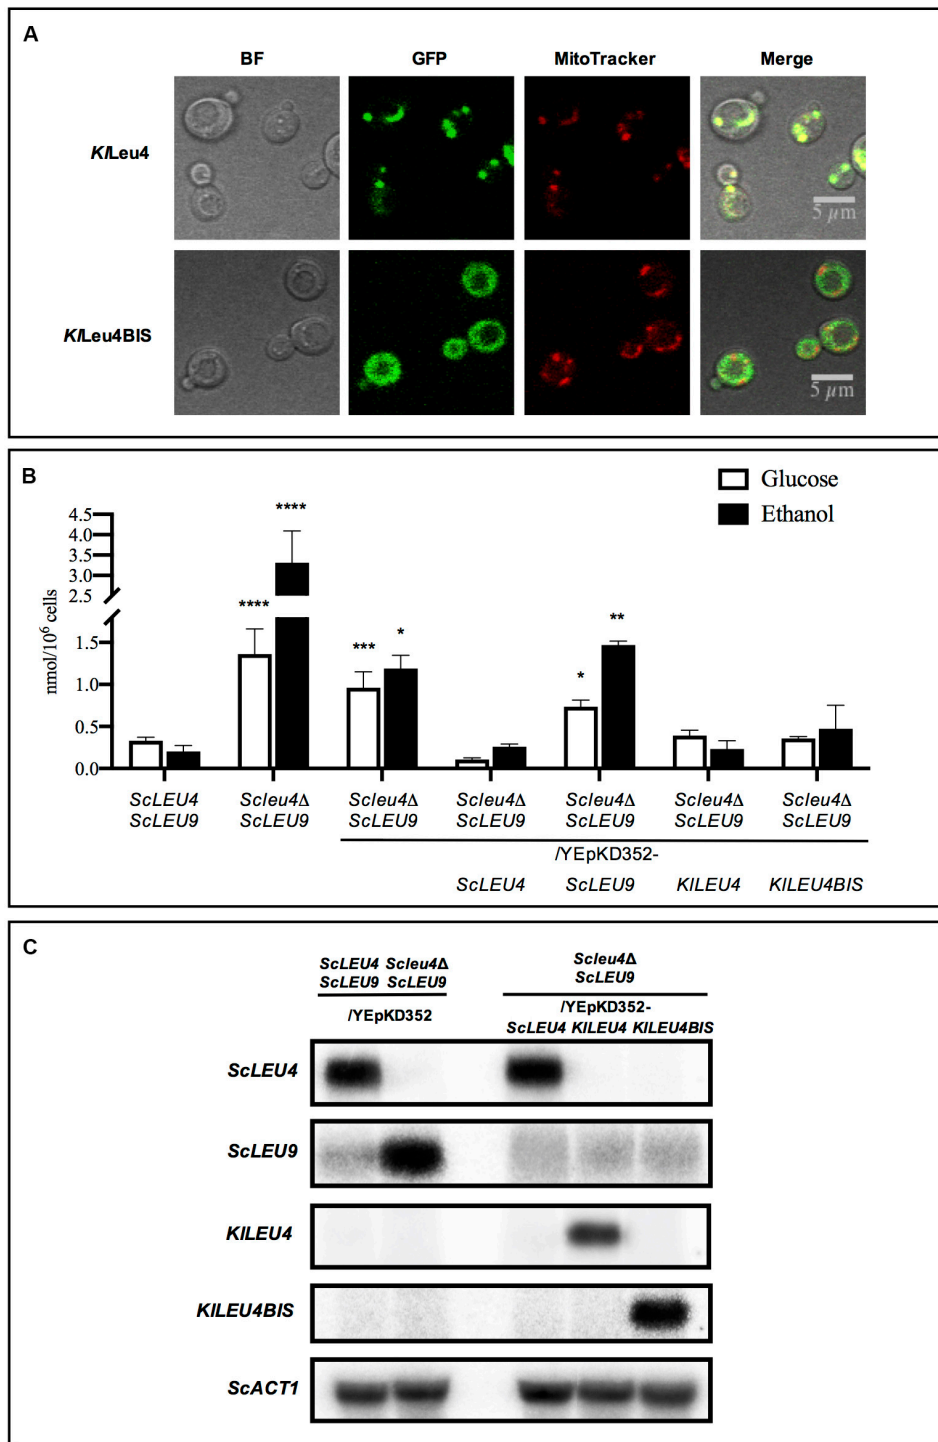 A
BF GFP MitoTracker Merge
KlLeu4
5 µm
KlLeu4BIS
5 µm
B
Glucose
Ethanol
nmol/10⁶ cells
4.5
4.0
3.5
3.0
2.5
1.5
1.0
0.5
0.0
**** **** *** * * **
ScLEU4 Scleu4Δ Scleu4Δ Scleu4Δ Scleu4Δ Scleu4Δ Scleu4Δ
ScLEU9 ScLEU9 ScLEU9 ScLEU9 ScLEU9 ScLEU9 ScLEU9
/YEpKD352-
ScLEU4 ScLEU9 KlLEU4 KlLEU4BIS
C
ScLEU4 Scleu4Δ Scleu4Δ
ScLEU9 ScLEU9 ScLEU9
/YEpKD352 /YEpKD352-
ScLEU4 KlLEU4 KlLEU4BIS
ScLEU4
ScLEU9
KlLEU4
KlLEU4BIS
ScACT1